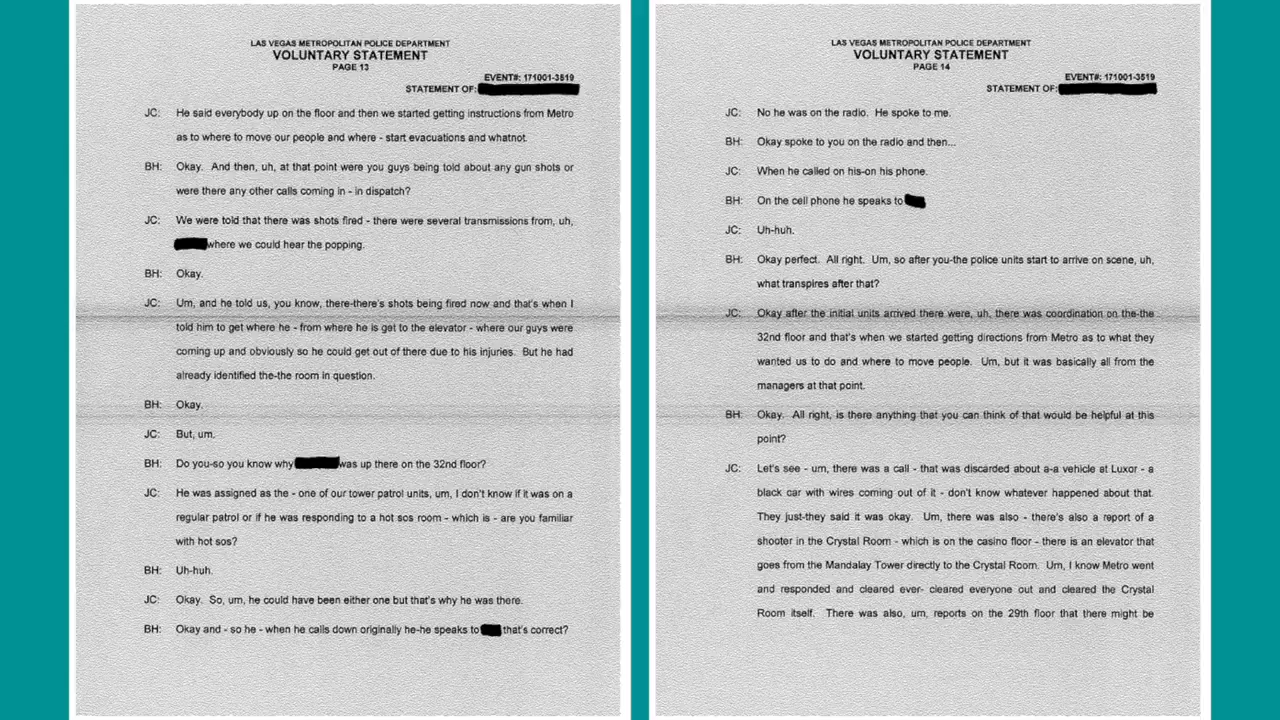 LAS VEGAS METROPOLITAN POLICE DEPARTMENT
VOLUNTARY STATEMENT
PAGE 13
EVENT#: 171001-3519
STATEMENT OF:
JC: He said everybody up on the floor and then we started getting instructions from Metro
as to where to move our people and where - start evacuations and whatnot.
BH: Okay. And then, uh, at that point were you guys being told about any gun shots or
were there any other calls coming in - in dispatch?
JC: We were told that there was shots fired - there were several transmissions from, uh,
where we could hear the popping.
BH: Okay.
JC: Um, and he told us, you know, there-there's shots being fired now and that's when I
told him to get where he - from where he is get to the elevator - where our guys were
coming up and obviously so he could get out of there due to his injuries. But he had
already identified the-the room in question.
BH: Okay.
JC: But, um.
BH: Do you-so you know why was up there on the 32nd floor?
JC: He was assigned as the - one of our tower patrol units, um, I don't know if it was on a
regular patrol or if he was responding to a hot sos room - which is - are you familiar
with hot sos?
BH: Uh-huh.
JC: Okay. So, um, he could have been either one but that's why he was there.
BH: Okay and - so he - when he calls down originally he-he speaks to that's correct?
LAS VEGAS METROPOLITAN POLICE DEPARTMENT
VOLUNTARY STATEMENT
PAGE 14
EVENT#: 171001-3519
STATEMENT OF:
JC: No he was on the radio. He spoke to me.
BH: Okay spoke to you on the radio and then...
JC: When he called on his-on his phone.
BH: On the cell phone he speaks to
JC: Uh-huh.
BH: Okay perfect. All right. Um, so after you-the police units start to arrive on scene, uh,
what transpires after that?
JC: Okay after the initial units arrived there were, uh, there was coordination on the-the
32nd floor and that's when we started getting directions from Metro as to what they
wanted us to do and where to move people. Um, but it was basically all from the
managers at that point.
BH: Okay. All right, is there anything that you can think of that would be helpful at this
point?
JC: Let's see - um, there was a call - that was discarded about a-a vehicle at Luxor - a
black car with wires coming out of it - don't know whatever happened about that.
They just-they said it was okay. Um, there was also - there's also a report of a
shooter in the Crystal Room - which is on the casino floor - there is an elevator that
goes from the Mandalay Tower directly to the Crystal Room. Um, I know Metro went
and responded and cleared ever- cleared everyone out and cleared the Crystal
Room itself. There was also, um, reports on the 29th floor that there might be